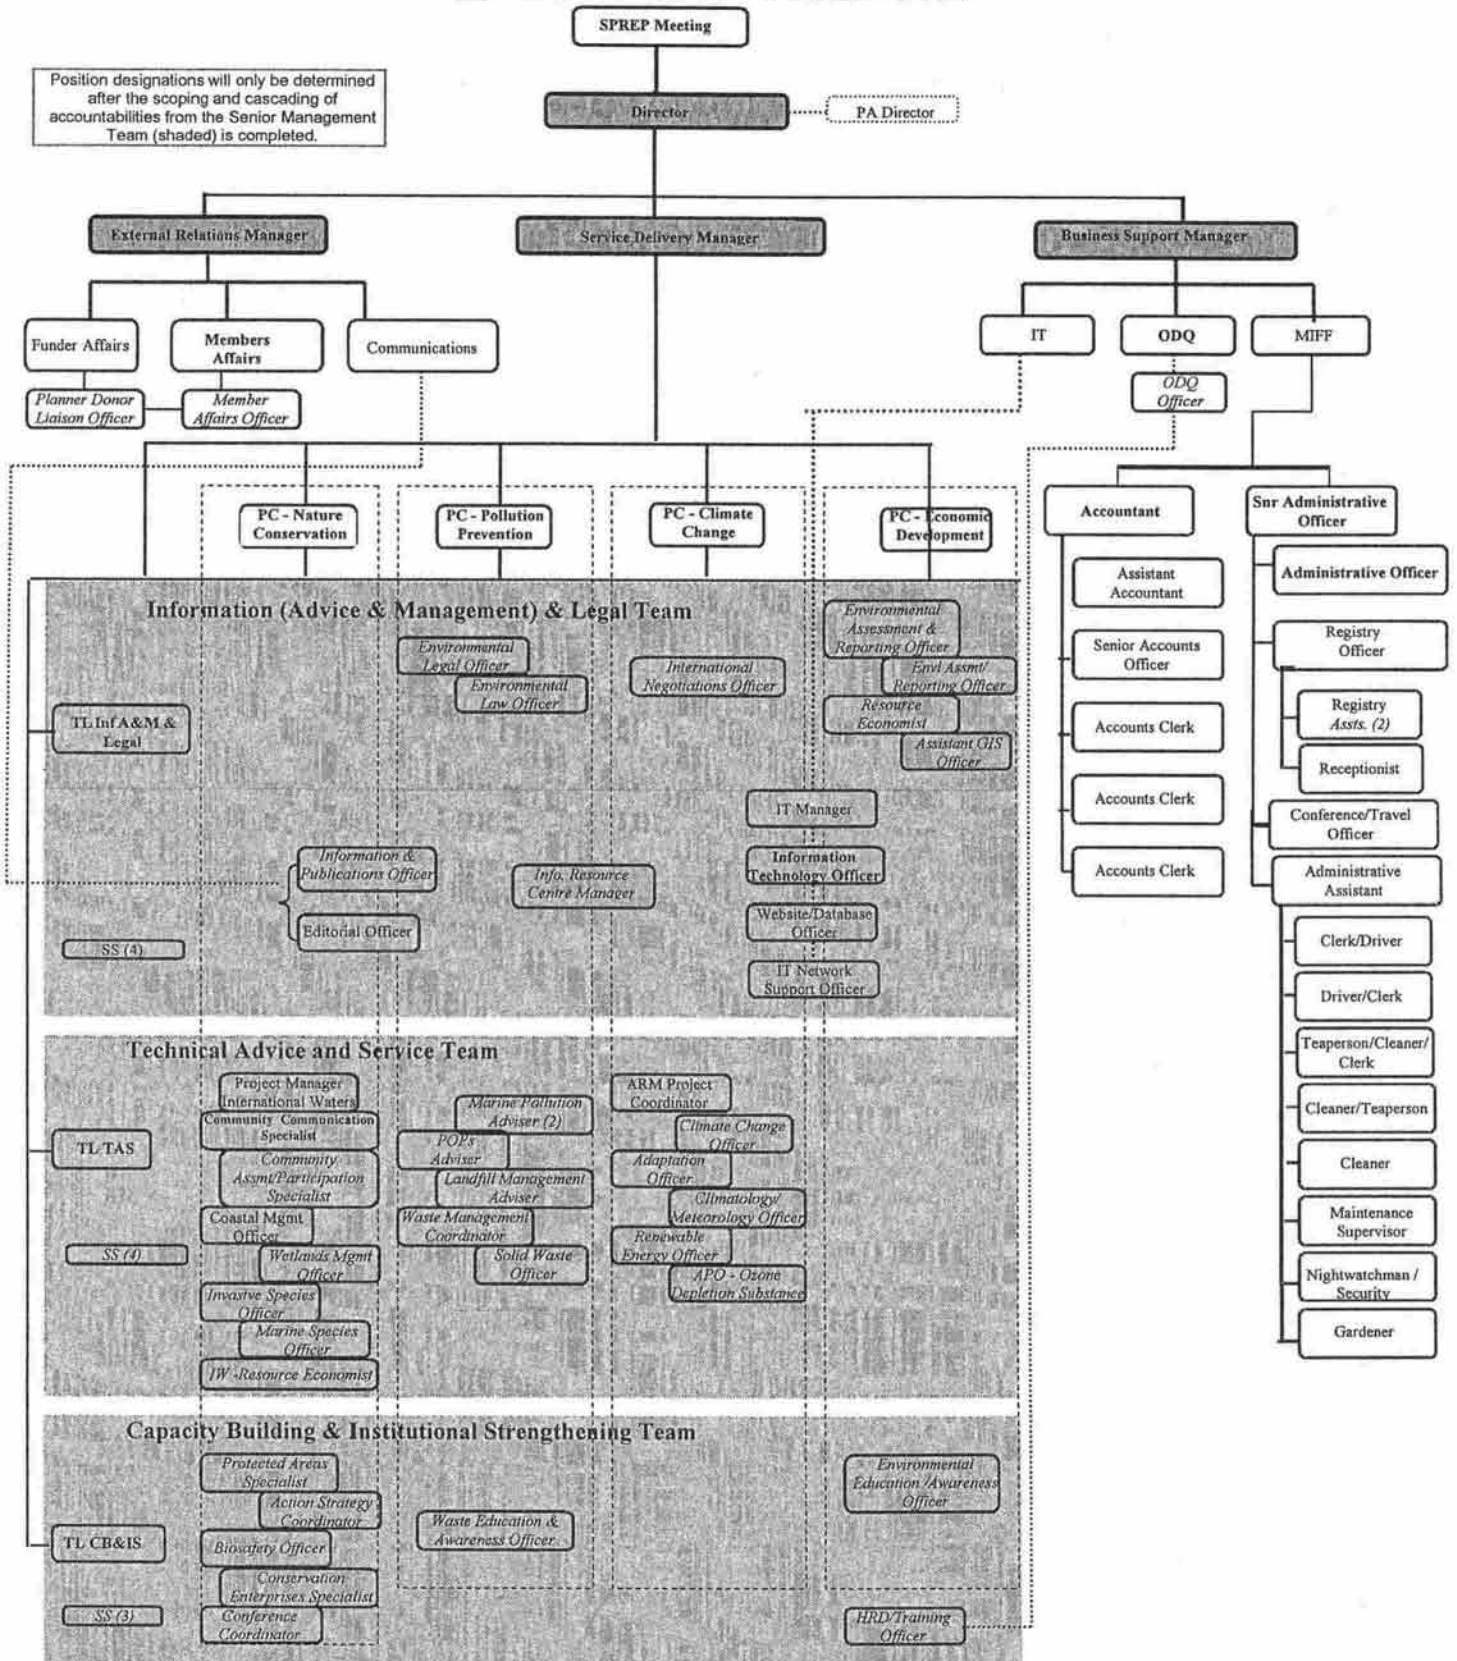 SPREP Meeting
Position designations will only be determined
after the scoping and cascading of
accountabilities from the Senior Management
Team (shaded) is completed.
Director
PA Director
External Relations Manager
Service Delivery Manager
Business Support Manager
Funder Affairs
Members
Affairs
Communications
IT
ODQ
MIFF
Planner Donor
Liaison Officer
Member
Affairs Officer
ODQ
Officer
PC - Nature
Conservation
PC - Pollution
Prevention
PC - Climate
Change
PC - Economic
Development
Accountant
Snr Administrative
Officer
Assistant
Accountant
Senior Accounts
Officer
Accounts Clerk
Accounts Clerk
Accounts Clerk
Administrative Officer
Registry
Officer
Registry
Assts. (2)
Receptionist
Conference/Travel
Officer
Administrative
Assistant
Clerk/Driver
Driver/Clerk
Teaperson/Cleaner/
Clerk
Cleaner/Teaperson
Cleaner
Maintenance
Supervisor
Nightwatchman /
Security
Gardener
Information (Advice & Management) & Legal Team
TL Inf A&M &
Legal
SS (4)
Environmental
Legal Officer
Environmental
Law Officer
International
Negotiations Officer
Environmental
Assessment &
Reporting Officer
Envl Assmt/
Reporting Officer
Resource
Economist
Assistant GIS
Officer
IT Manager
Information
Technology Officer
Website/Database
Officer
IT Network
Support Officer
Information &
Publications Officer
Editorial Officer
Info. Resource
Centre Manager
Technical Advice and Service Team
TL TAS
SS (4)
Project Manager
International Waters
Community Communication
Specialist
Community
Assmt/Participation
Specialist
Coastal Mgmt
Officer
Wetlands Mgmt
Officer
Invasive Species
Officer
Marine Species
Officer
IW -Resource Economist
Marine Pollution
Adviser (2)
POPs
Adviser
Landfill Management
Adviser
Waste Management
Coordinator
Solid Waste
Officer
ARM Project
Coordinator
Climate Change
Officer
Adaptation
Officer
Climatology/
Meteorology Officer
Renewable
Energy Officer
APO - Ozone
Depletion Substance
Capacity Building & Institutional Strengthening Team
TL CB&IS
SS (3)
Protected Areas
Specialist
Action Strategy
Coordinator
Biosafety Officer
Conservation
Enterprises Specialist
Conference
Coordinator
Waste Education &
Awareness Officer
Environmental
Education /Awareness
Officer
HRD/Training
Officer